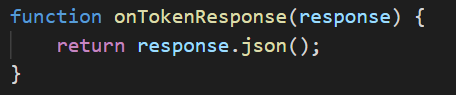 function onTokenResponse(response) {
    return response.json();
}